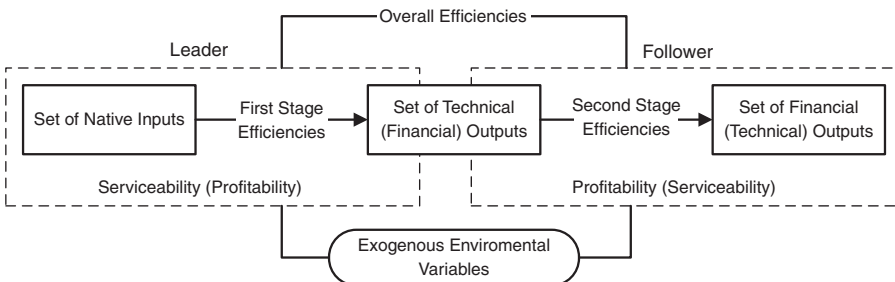 Overall Efficiencies
Leader
Follower
Set of Native Inputs
First Stage
Efficiencies
Set of Technical
(Financial) Outputs
Second Stage
Efficiencies
Set of Financial
(Technical) Outputs
Serviceability (Profitability)
Profitability (Serviceability)
Exogenous Enviromental
Variables